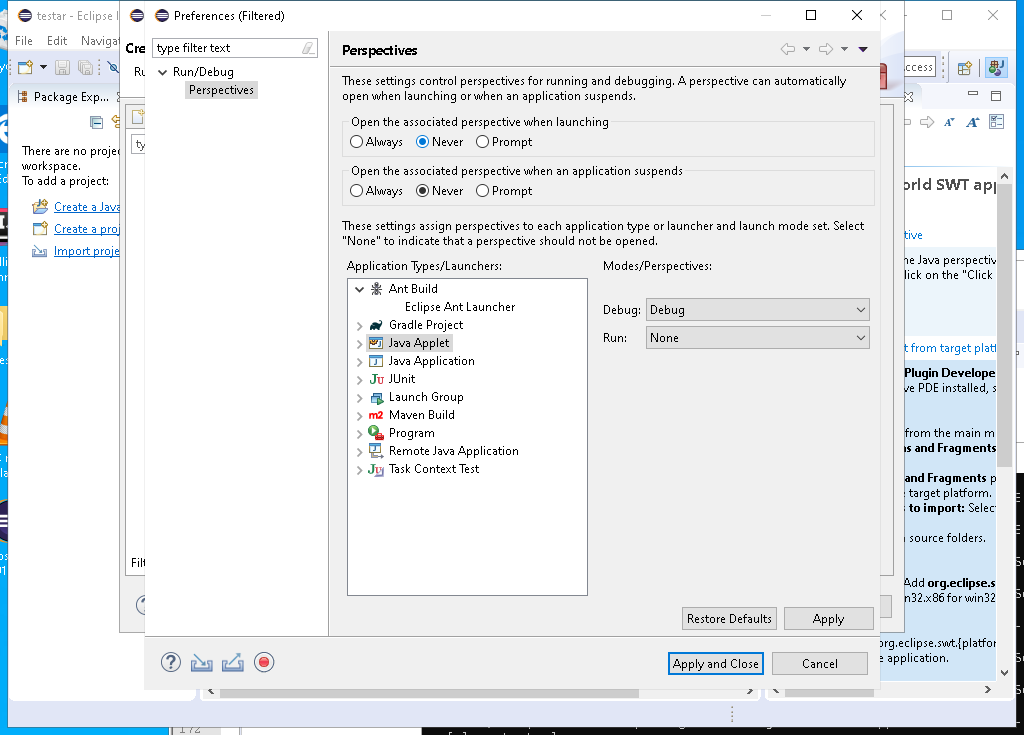 testar - Eclipse I
Preferences (Filtered)
File Edit Naviga
Cre
Ru
type filter text
Run/Debug
Perspectives
Perspectives
These settings control perspectives for running and debugging. A perspective can automatically
open when launching or when an application suspends.
Open the associated perspective when launching
Always Never Prompt
Open the associated perspective when an application suspends
Always Never Prompt
These settings assign perspectives to each application type or launcher and launch mode set. Select
"None" to indicate that a perspective should not be opened.
Application Types/Launchers:
Modes/Perspectives:
Ant Build
Eclipse Ant Launcher
Gradle Project
Java Applet
Java Application
JUnit
Launch Group
Maven Build
Program
Remote Java Application
Task Context Test
Debug: Debug
Run: None
Restore Defaults Apply
Apply and Close Cancel
Package Exp...
There are no projec
workspace.
To add a project:
Create a Java
Create a proj
Import proje
ty
Filt
ccess
orld SWT app
tive
he Java perspectiv
lick on the "Click
t from target platf
Plugin Develope
ve PDE installed, s
from the main m
s and Fragments
and Fragments p
e target platform.
s to import: Selec
source folders.
Add org.eclipse.s
n32.x86 for win32
org.eclipse.swt.{platfor
e application.
172